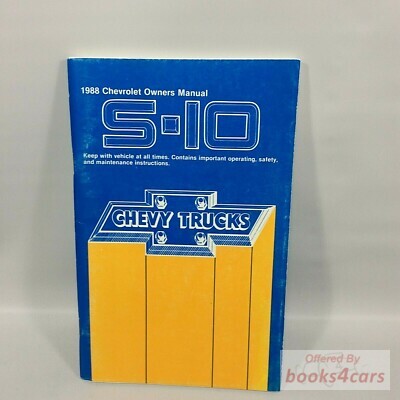 1988 Chevrolet Owners Manual
S-10
Keep with vehicle at all times. Contains important operating, safety,
and maintenance instructions.
CHEVY TRUCKS
Offered By
books4cars